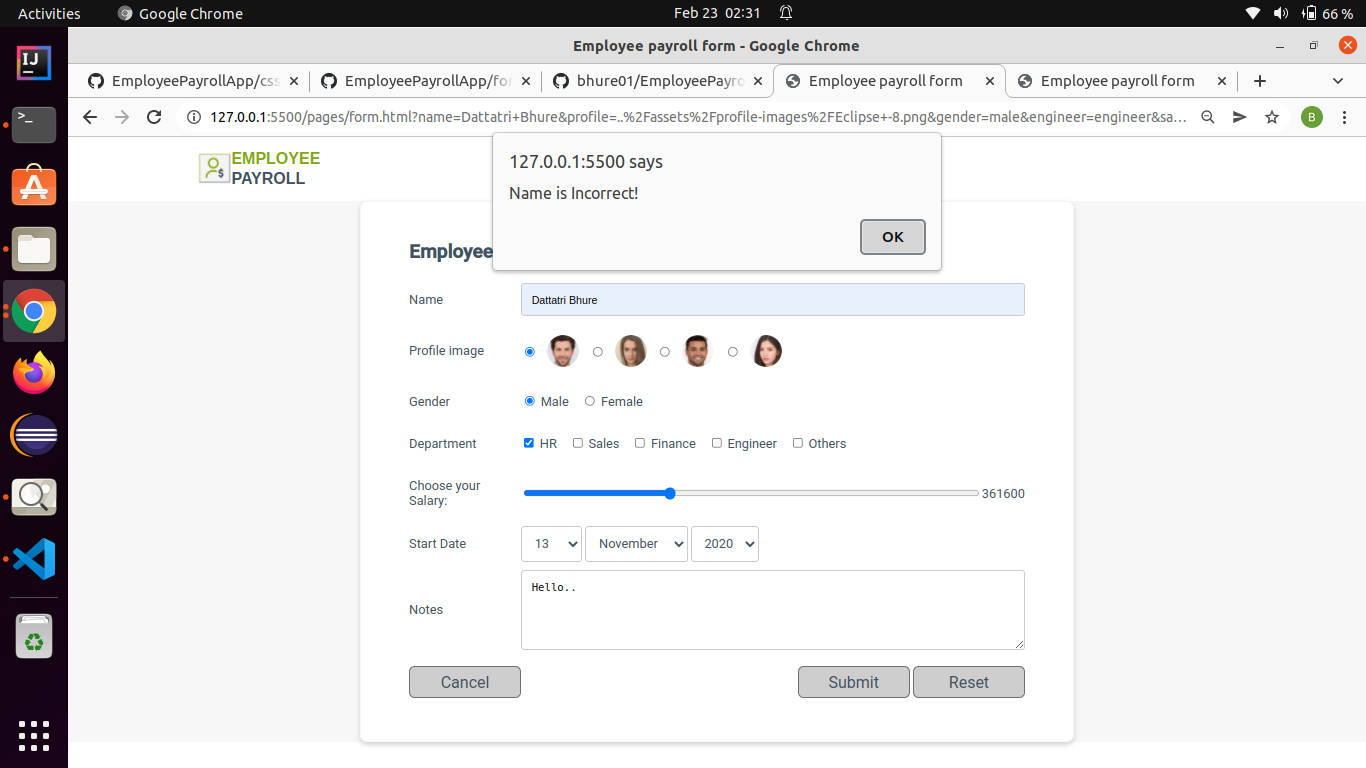 Activities Google Chrome Feb 23 02:31 66 %
Employee payroll form - Google Chrome
EmployeePayrollApp/css EmployeePayrollApp/for bhure01/EmployeePayro Employee payroll form Employee payroll form
127.0.0.1:5500/pages/form.html?name=Dattatri+Bhure&profile=..%2Fassets%2Fprofile-images%2FEclipse+-8.png&gender=male&engineer=engineer&sa... B
127.0.0.1:5500 says
Name is Incorrect!
OK
EMPLOYEE
PAYROLL
Employee
Name Dattatri Bhure
Profile image
Gender Male Female
Department HR Sales Finance Engineer Others
Choose your
Salary: 361600
Start Date 13 November 2020
Notes Hello..
Cancel Submit Reset